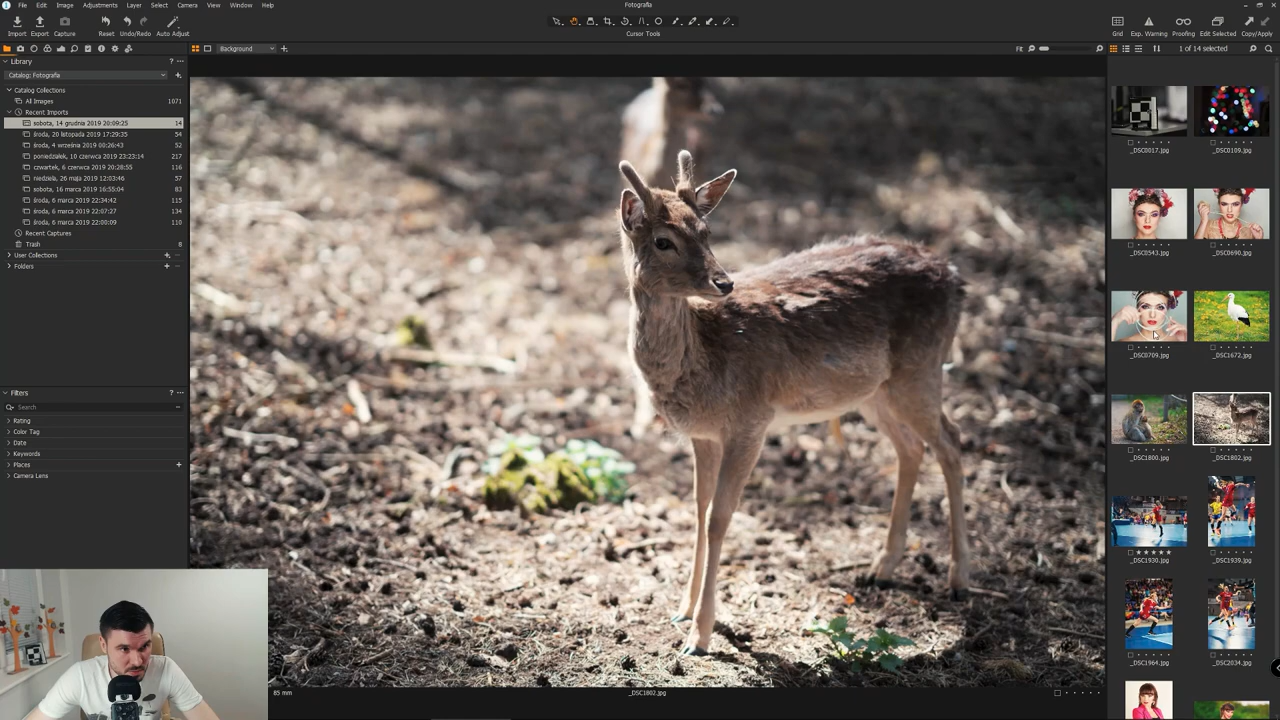 File Edit Image Adjustments Layer Select Camera View Window Help
Fotografia
Import Export Capture Reset Undo/Redo Auto Adjust
Cursor Tools
Grid Exp. Warning Proofing Edit Selected Copy/Apply
Library
Background
Fit
1 of 14 selected
Catalog: Fotografia
Catalog Collections
All Images 1071
Recent Imports
sobota, 14 grudnia 2019 20:09:25 14
środa, 20 listopada 2019 17:29:35 54
środa, 4 września 2019 00:26:43 52
poniedziałek, 10 czerwca 2019 23:23:14 217
czwartek, 6 czerwca 2019 20:28:55 116
niedziela, 26 maja 2019 12:03:46 57
sobota, 16 marca 2019 16:55:04 83
środa, 6 marca 2019 22:34:42 115
środa, 6 marca 2019 22:07:27 134
środa, 6 marca 2019 22:00:09 110
Recent Captures
Trash 8
User Collections
Folders
Filters
Search
Rating
Color Tag
Date
Keywords
Places
Camera Lens
_DSC0017.jpg _DSC0109.jpg
_DSC0543.jpg _DSC0690.jpg
_DSC0709.jpg _DSC1672.jpg
_DSC1800.jpg _DSC1802.jpg
_DSC1930.jpg _DSC1939.jpg
_DSC1964.jpg _DSC2034.jpg
85 mm
_DSC1802.jpg